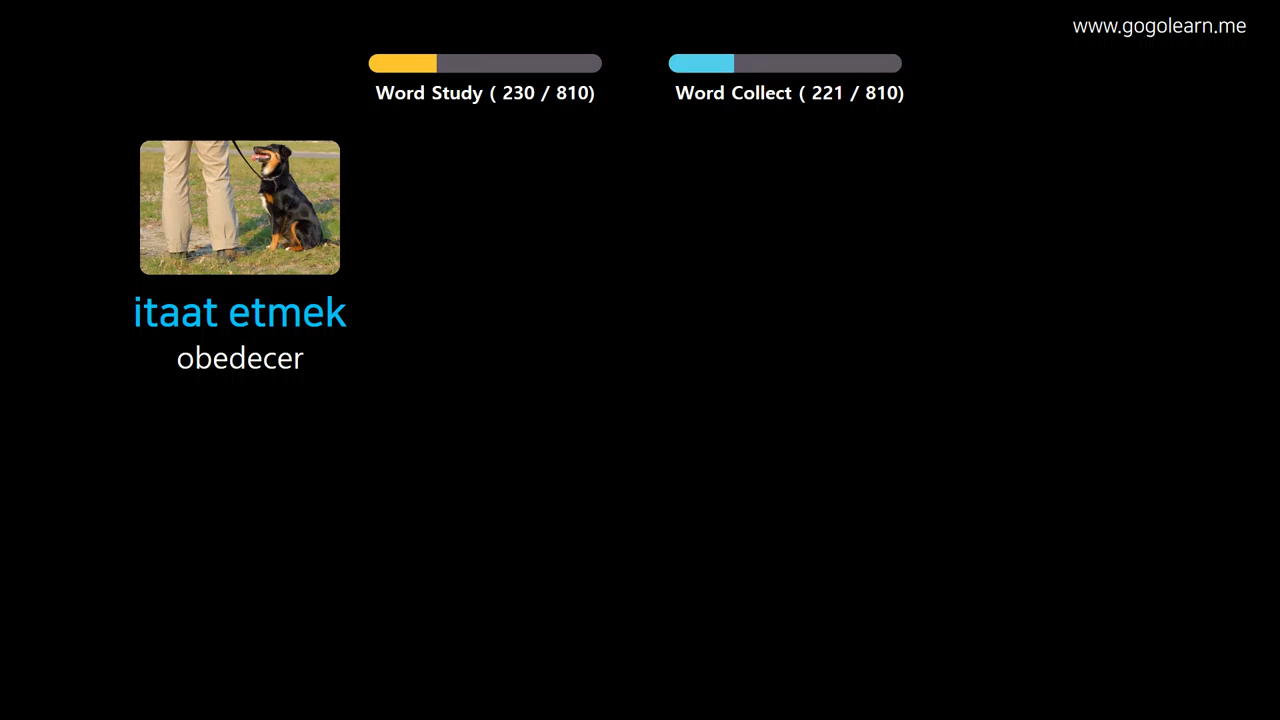 www.gogolearn.me
Word Study ( 230 / 810)
Word Collect ( 221 / 810)
itaat etmek
obedecer